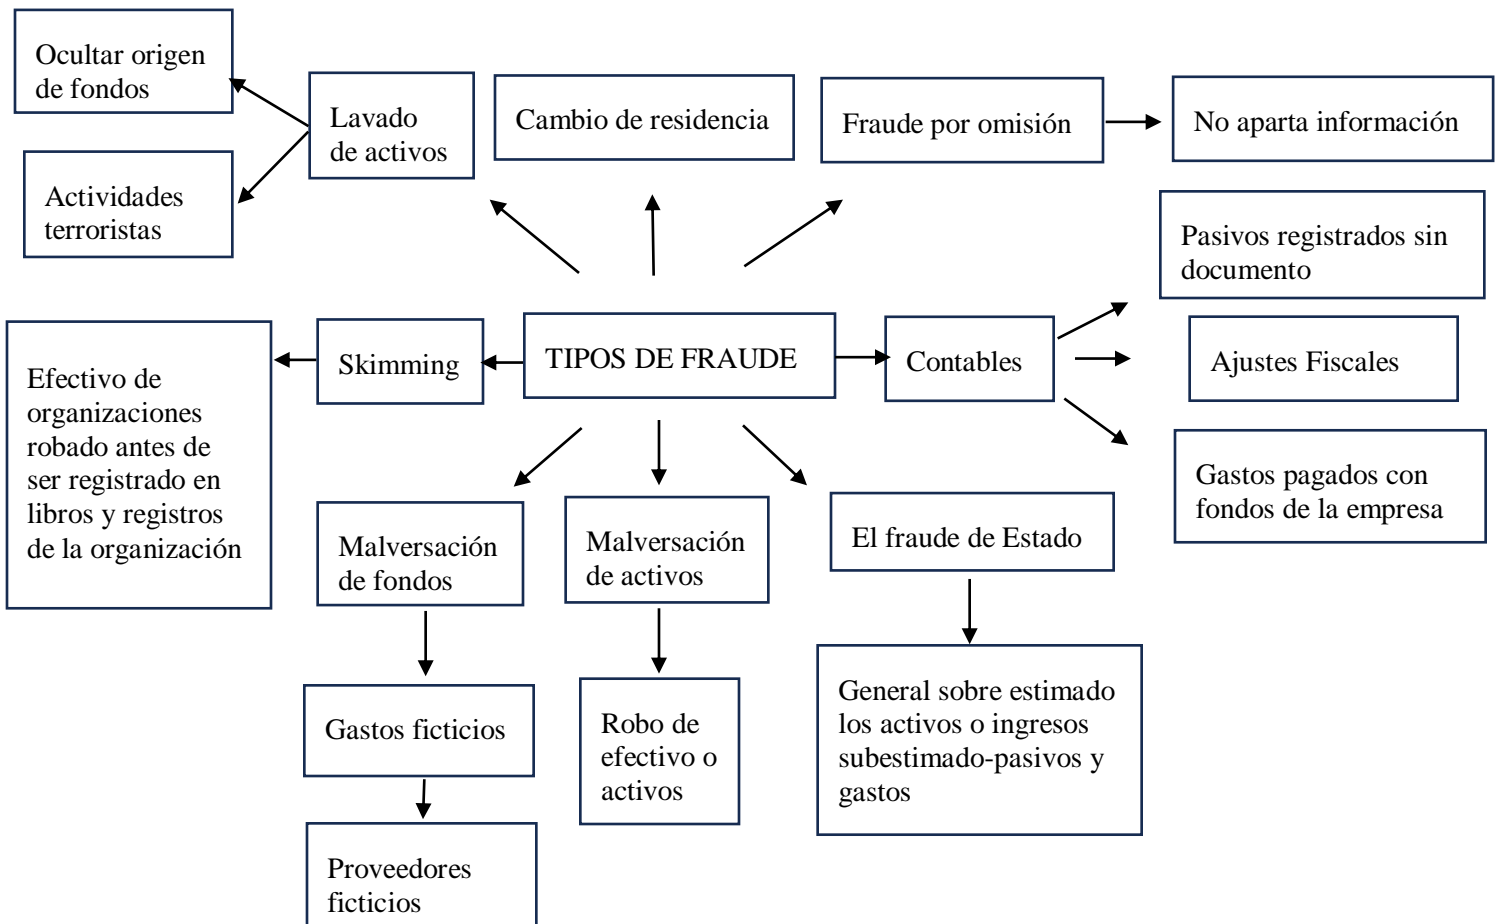 Ocultar origen
de fondos
Lavado
de activos
Cambio de residencia
Fraude por omisión
No aparta información
Actividades
terroristas
Pasivos registrados sin
documento
Efectivo de
organizaciones
robado antes de
ser registrado en
libros y registros
de la organización
Skimming
TIPOS DE FRAUDE
Contables
Ajustes Fiscales
Gastos pagados con
fondos de la empresa
Malversación
de fondos
Malversación
de activos
El fraude de Estado
Gastos ficticios
Robo de
efectivo o
activos
General sobre estimado
los activos o ingresos
subestimado-pasivos y
gastos
Proveedores
ficticios